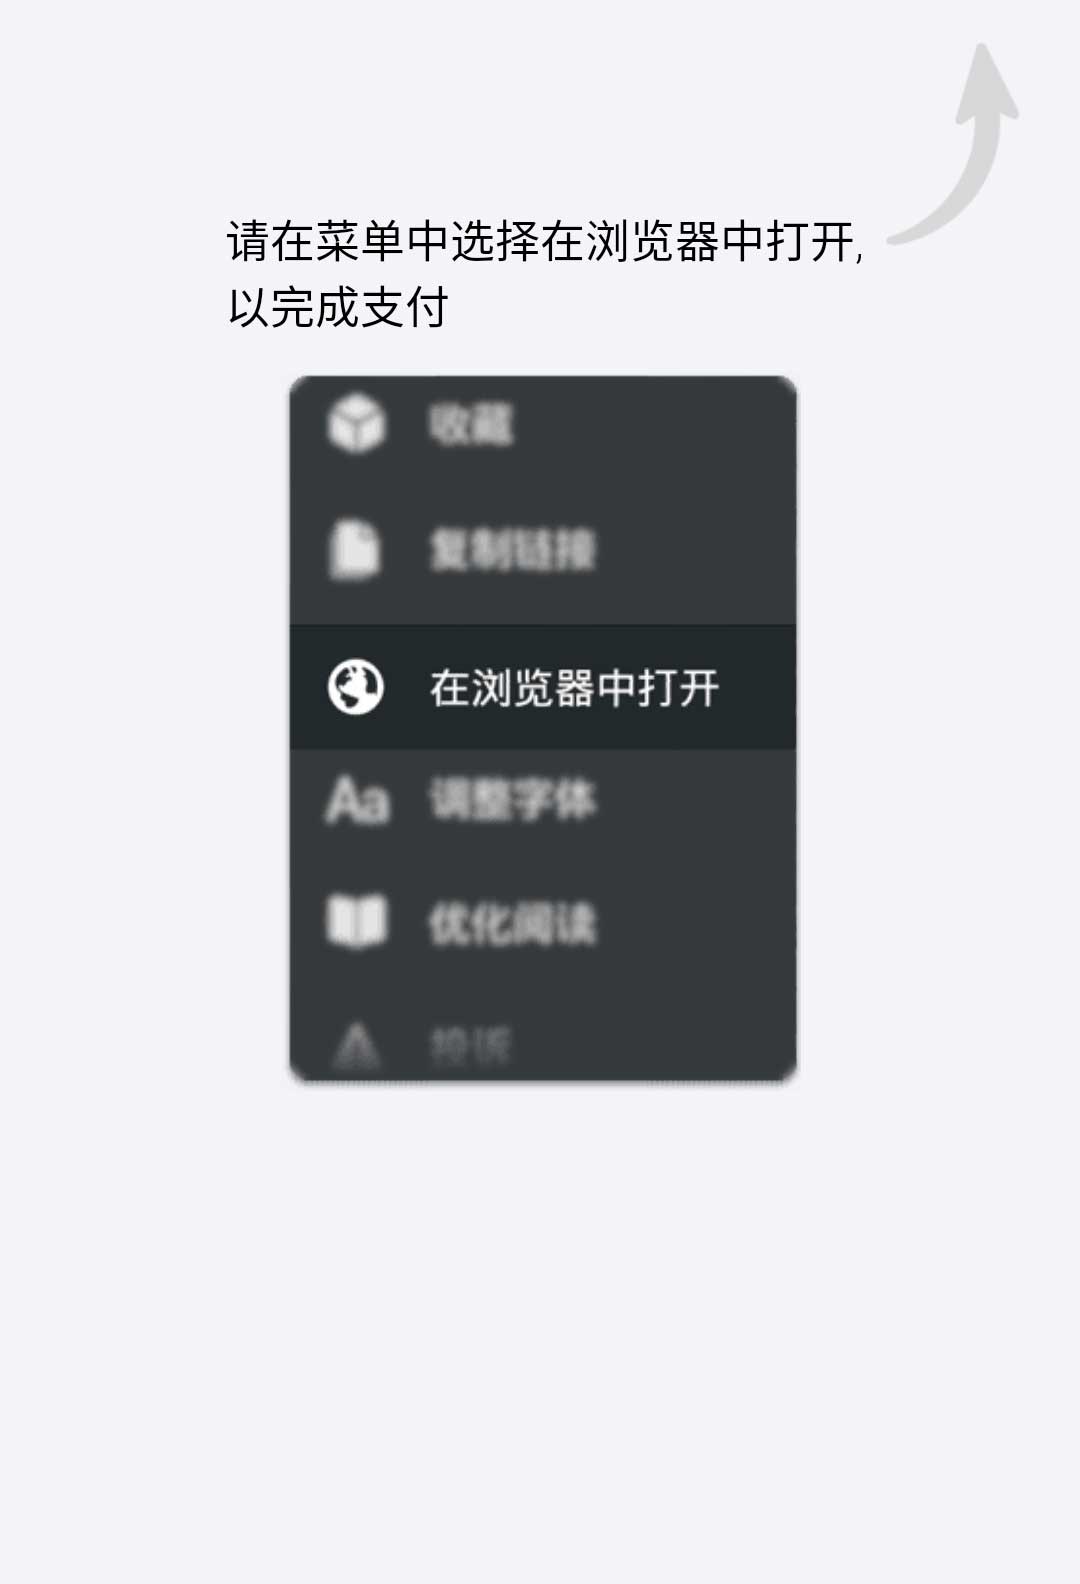 请在菜单中选择在浏览器中打开,
以完成支付
收藏
复制链接
在浏览器中打开
Aa 调整字体
优化阅读
投诉